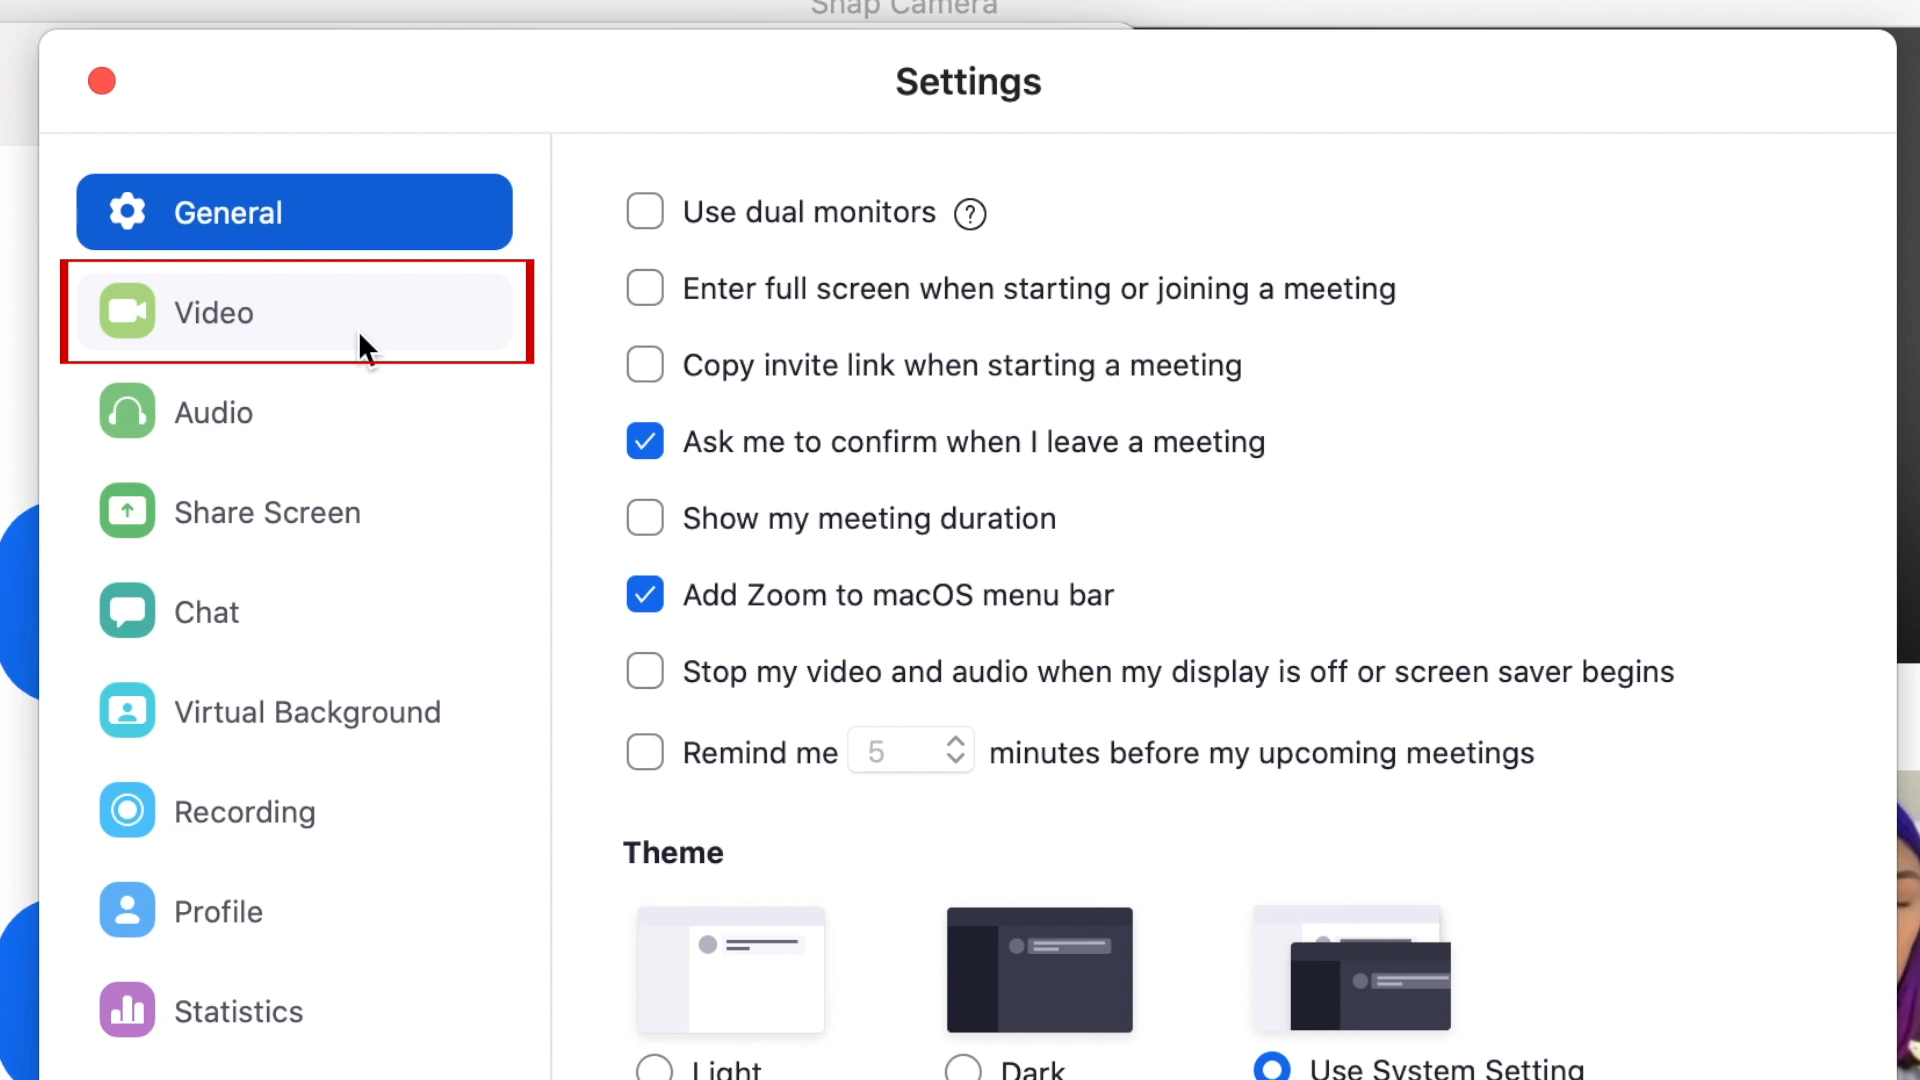 Snap Camera
Settings
General
Video
Audio
Share Screen
Chat
Virtual Background
Recording
Profile
Statistics
Use dual monitors ?
Enter full screen when starting or joining a meeting
Copy invite link when starting a meeting
Ask me to confirm when I leave a meeting
Show my meeting duration
Add Zoom to macOS menu bar
Stop my video and audio when my display is off or screen saver begins
Remind me 5 minutes before my upcoming meetings
Theme
Light
Dark
Use System Setting